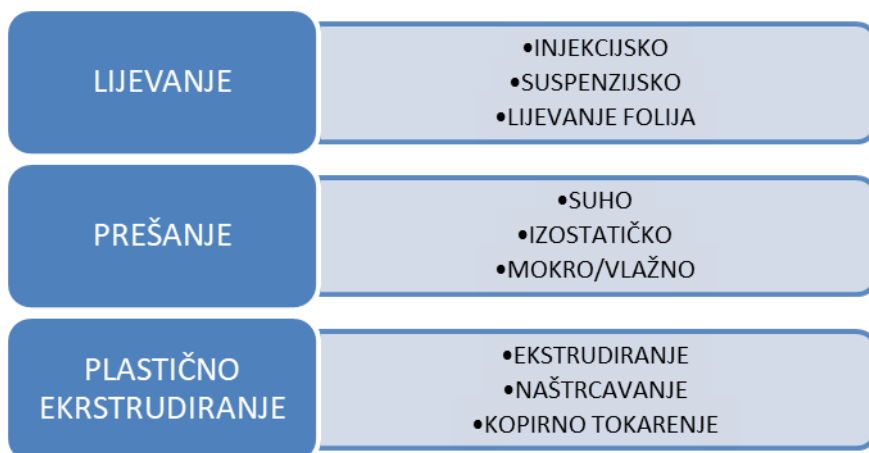 LIJEVANJE
•INJEKCIJSKO
•SUSPENZIJSKO
•LIJEVANJE FOLIJA
PREŠANJE
•SUHO
•IZOSTATIČKO
•MOKRO/VLAŽNO
PLASTIČNO
EKRSTRUDIRANJE
•EKSTRUDIRANJE
•NAŠTRCAVANJE
•KOPIRNO TOKARENJE